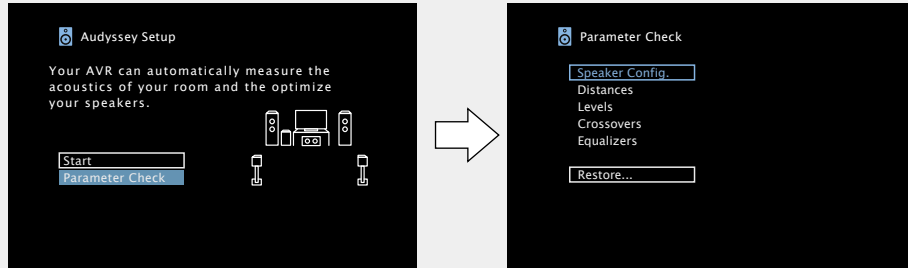 Audyssey Setup
Your AVR can automatically measure the
acoustics of your room and the optimize
your speakers.
Start
Parameter Check
Parameter Check
Speaker Config.
Distances
Levels
Crossovers
Equalizers
Restore...